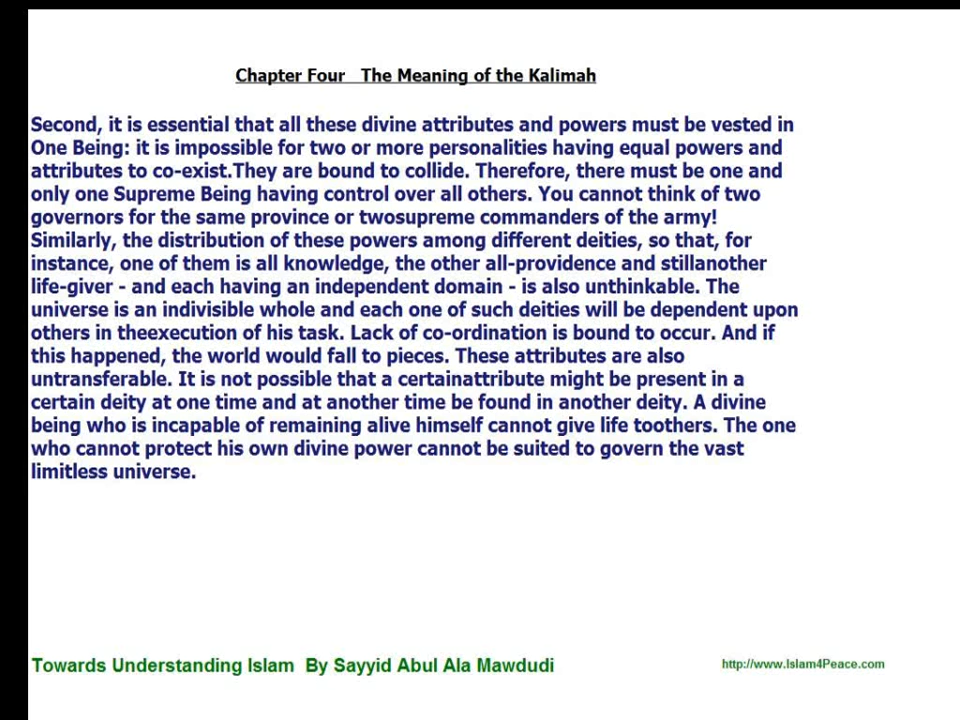 Chapter Four   The Meaning of the Kalimah
Second, it is essential that all these divine attributes and powers must be vested in
One Being: it is impossible for two or more personalities having equal powers and
attributes to co-exist.They are bound to collide. Therefore, there must be one and
only one Supreme Being having control over all others. You cannot think of two
governors for the same province or twosupreme commanders of the army!
Similarly, the distribution of these powers among different deities, so that, for
instance, one of them is all knowledge, the other all-providence and stillanother
life-giver - and each having an independent domain - is also unthinkable. The
universe is an indivisible whole and each one of such deities will be dependent upon
others in theexecution of his task. Lack of co-ordination is bound to occur. And if
this happened, the world would fall to pieces. These attributes are also
untransferable. It is not possible that a certainattribute might be present in a
certain deity at one time and at another time be found in another deity. A divine
being who is incapable of remaining alive himself cannot give life toothers. The one
who cannot protect his own divine power cannot be suited to govern the vast
limitless universe.
Towards Understanding Islam  By Sayyid Abul Ala Mawdudi
http://www.Islam4Peace.com